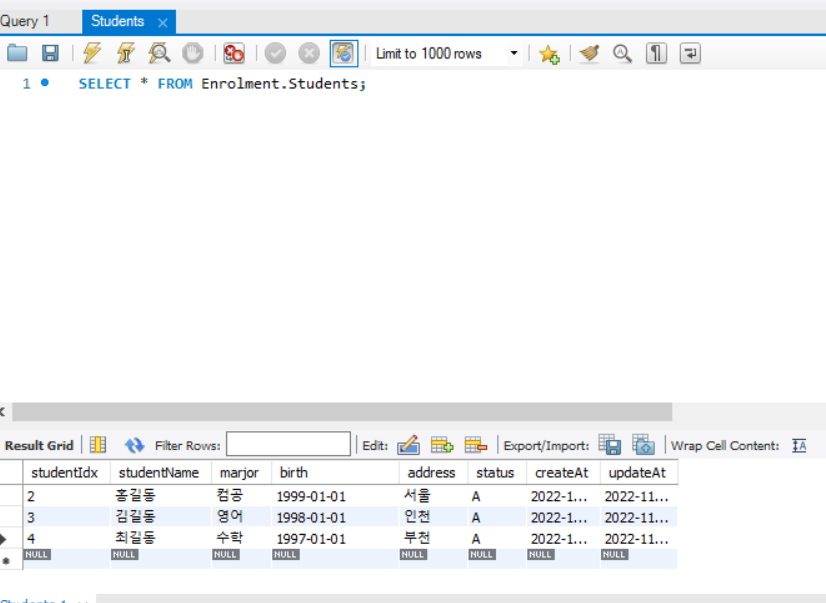 Query 1 Students
Limit to 1000 rows
1 SELECT * FROM Enrolment.Students;
Result Grid Filter Rows: Edit: Export/Import: Wrap Cell Content:
studentIdx studentName marjor birth address status createAt updateAt
2 홍길동 컴공 1999-01-01 서울 A 2022-1... 2022-11...
3 김길동 영어 1998-01-01 인천 A 2022-1... 2022-11...
4 최길동 수학 1997-01-01 부천 A 2022-1... 2022-11...
NULL NULL NULL NULL NULL NULL NULL NULL